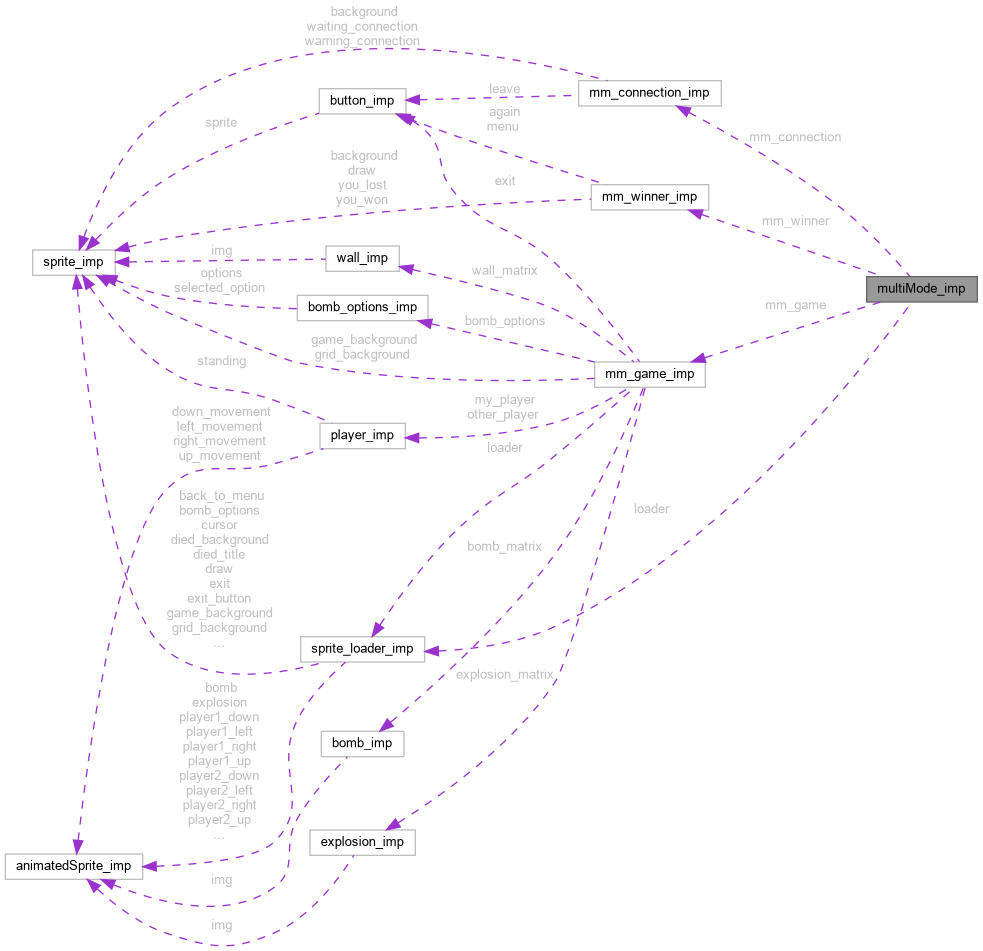 background
waiting_connection
warning_connection
mm_connection_imp
leave
button_imp
again
menu
sprite
mm_connection
background
draw
you_lost
you_won
exit
mm_winner_imp
mm_winner
img
wall_imp
sprite_imp
wall_matrix
options
selected_option
multiMode_imp
bomb_options_imp
mm_game
bomb_options
game_background
grid_background
standing
mm_game_imp
my_player
other_player
down_movement
left_movement
right_movement
up_movement
player_imp
loader
back_to_menu
bomb_options
cursor
died_background
died_title
draw
exit
exit_button
game_background
grid_background
...
loader
bomb_matrix
sprite_loader_imp
explosion_matrix
bomb
explosion
player1_down
player1_left
player1_right
player1_up
player2_down
player2_left
player2_right
player2_up
...
bomb_imp
explosion_imp
animatedSprite_imp
img
img